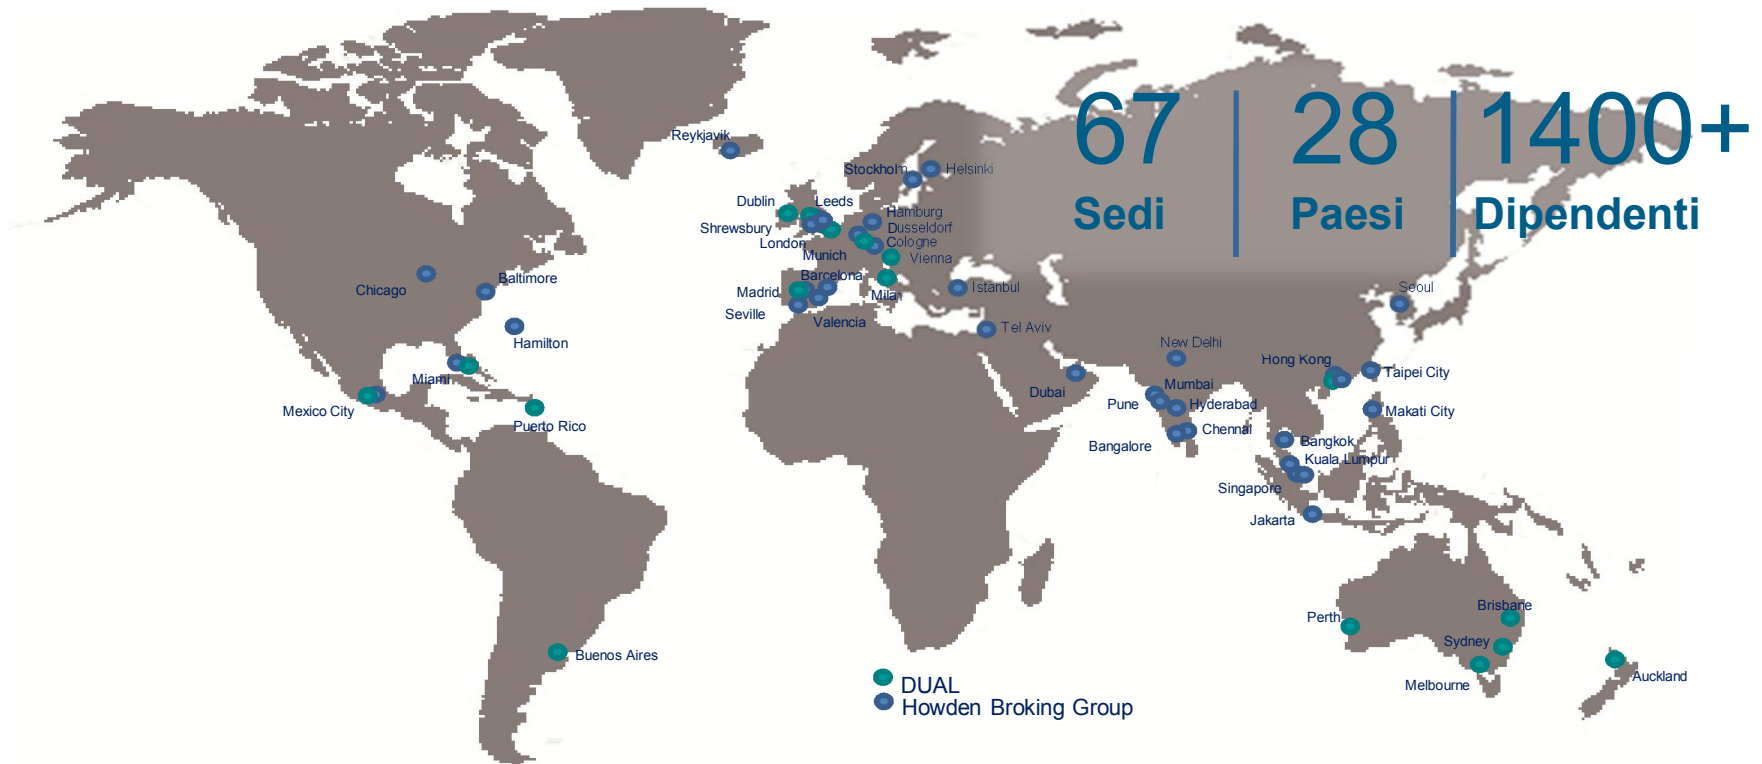 67
28
1400+
Sedi
Paesi
Dipendenti
Reykjavik
Stockholm
Helsinki
Dublin
Leeds
Hamburg
Shrewsbury
Dusseldorf
London
Cologne
Munich
Vienna
Barcelona
Madrid
Milan
Istanbul
Seville
Valencia
Tel Aviv
Chicago
Baltimore
Hamilton
Miami
Mexico City
Puerto Rico
Buenos Aires
Seoul
New Delhi
Hong Kong
Taipei City
Dubai
Mumbai
Pune
Hyderabad
Makati City
Chennai
Bangalore
Bangkok
Kuala Lumpur
Singapore
Jakarta
Perth
Brisbane
Sydney
Melbourne
Auckland
DUAL
Howden Broking Group